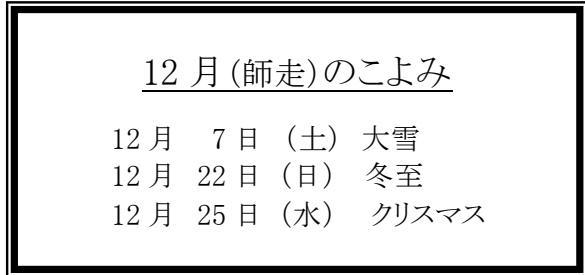 12月(師走)のこよみ
12月　7日（土）大雪
12月　22日（日）　冬至
12月　25日（水）　クリスマス